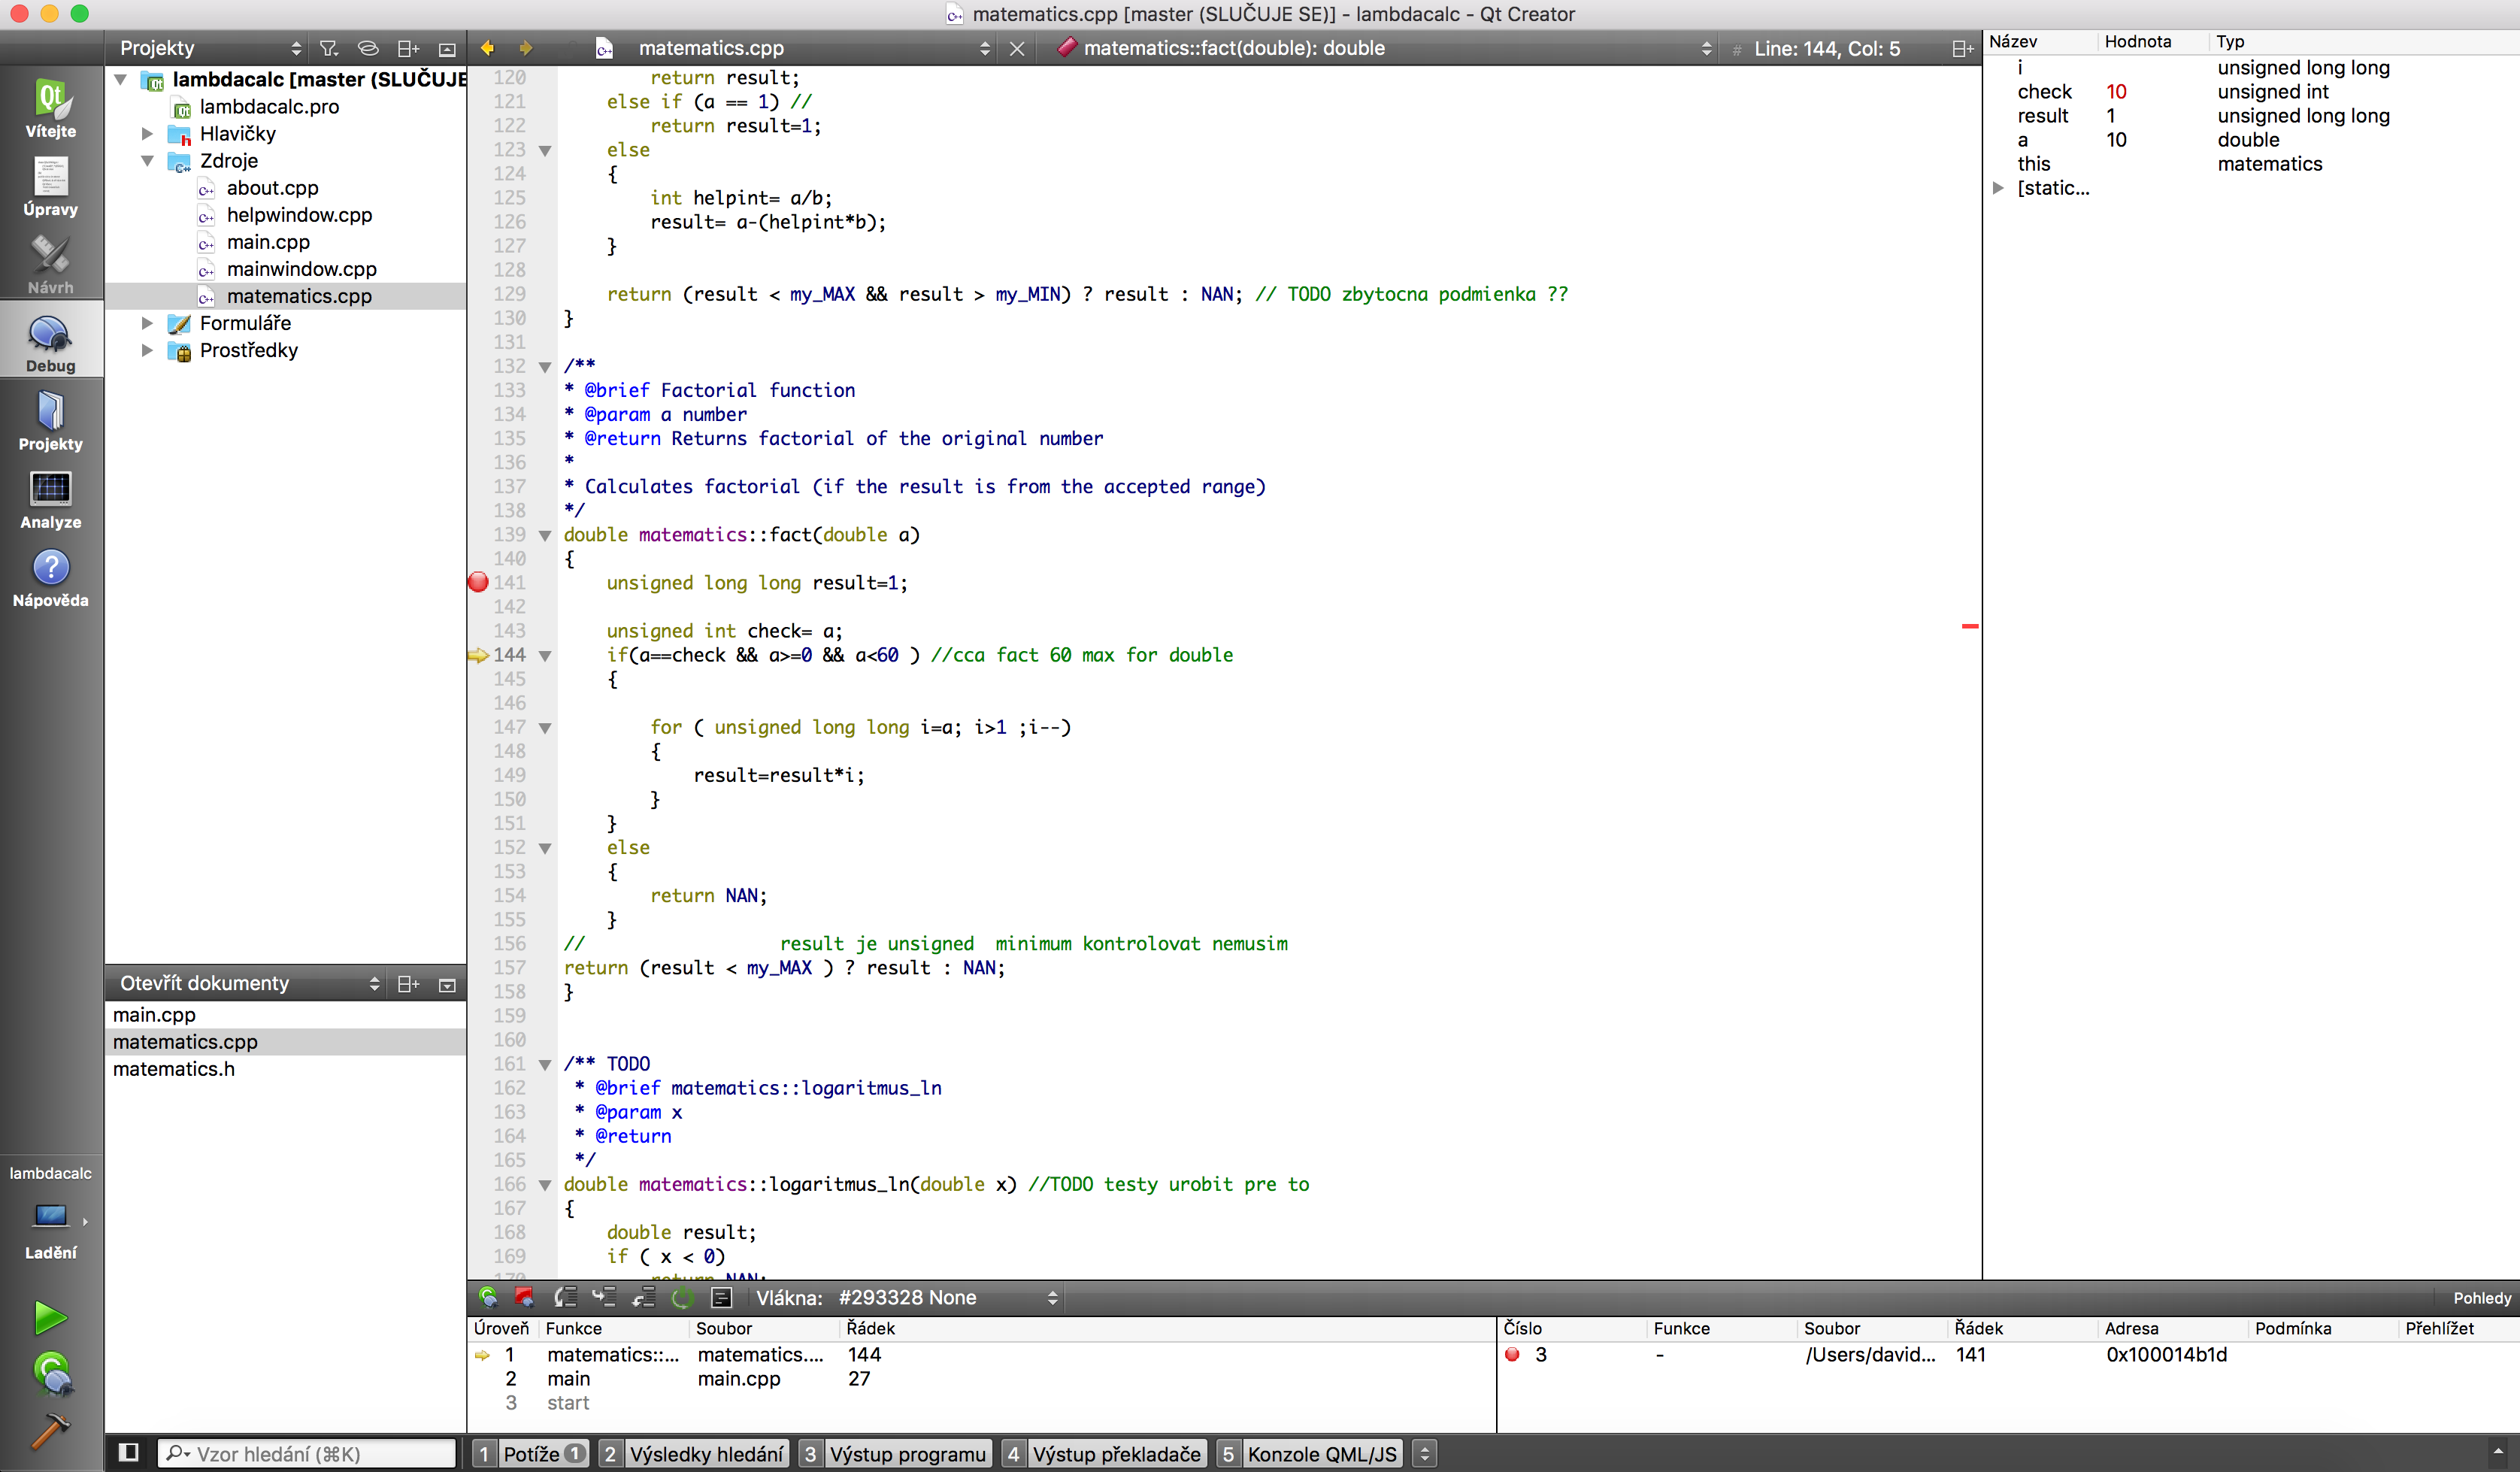 matematics.cpp [master (SLUČUJE SE)] - lambdacalc - Qt Creator
Projekty
matematics.cpp
matematics::fact(double): double
# Line: 144, Col: 5
Název Hodnota Typ
i unsigned long long
check 10 unsigned int
result 1 unsigned long long
a 10 double
this matematics
[static...
Vítejte
Úpravy
Návrh
Debug
Projekty
Analyze
Nápověda
lambdacalc
Ladění
lambdacalc [master (SLUČUJE
lambdacalc.pro
Hlavičky
Zdroje
about.cpp
helpwindow.cpp
main.cpp
mainwindow.cpp
matematics.cpp
Formuláře
Prostředky
Otevřít dokumenty
main.cpp
matematics.cpp
matematics.h
120 return result;
121 else if (a == 1) //
122 return result=1;
123 else
124 {
125 int helpint= a/b;
126 result= a-(helpint*b);
127 }
128
129 return (result < my_MAX && result > my_MIN) ? result : NAN; // TODO zbytocna podmienka ??
130 }
131
132 /**
133 * @brief Factorial function
134 * @param a number
135 * @return Returns factorial of the original number
136 *
137 * Calculates factorial (if the result is from the accepted range)
138 */
139 double matematics::fact(double a)
140 {
141 unsigned long long result=1;
142
143 unsigned int check= a;
144 if(a==check && a>=0 && a<60 ) //cca fact 60 max for double
145 {
146
147 for ( unsigned long long i=a; i>1 ;i--)
148 {
149 result=result*i;
150 }
151 }
152 else
153 {
154 return NAN;
155 }
156 // result je unsigned  minimum kontrolovat nemusim
157 return (result < my_MAX ) ? result : NAN;
158 }
159
160
161 /** TODO
162 * @brief matematics::logaritmus_ln
163 * @param x
164 * @return
165 */
166 double matematics::logaritmus_ln(double x) //TODO testy urobit pre to
167 {
168 double result;
169 if ( x < 0)
170 return NAN;
Vlákna: #293328 None
Pohledy
Úroveň Funkce Soubor Řádek
1 matematics::... matematics.... 144
2 main main.cpp 27
3 start
Číslo Funkce Soubor Řádek Adresa Podmínka Přehlížet
3 - /Users/david... 141 0x100014b1d
Vzor hledání (⌘K)
1 Potíže 1
2 Výsledky hledání
3 Výstup programu
4 Výstup překladače
5 Konzole QML/JS